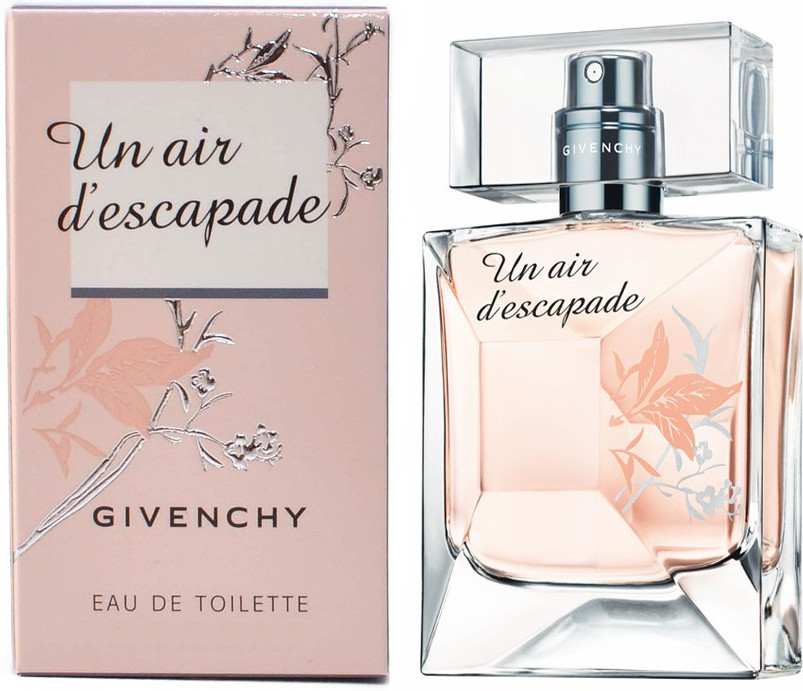 Un air
d'escapade
GIVENCHY
EAU DE TOILETTE
GIVENCHY
Un air
d'escapade